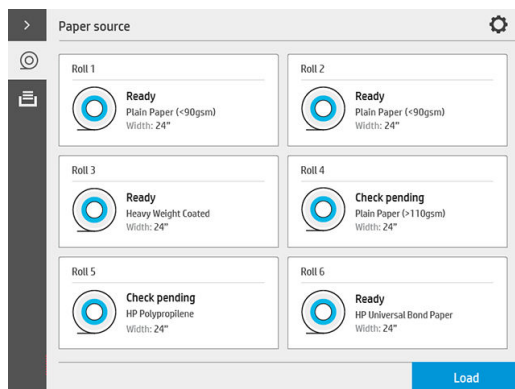 Paper source
Roll 1
Ready
Plain Paper (<90gsm)
Width: 24"
Roll 2
Ready
Plain Paper (<90gsm)
Width: 24"
Roll 3
Ready
Heavy Weight Coated
Width: 24"
Roll 4
Check pending
Plain Paper (>110gsm)
Width: 24"
Roll 5
Check pending
HP Polypropilene
Width: 24"
Roll 6
Ready
HP Universal Bond Paper
Width: 24"
Load